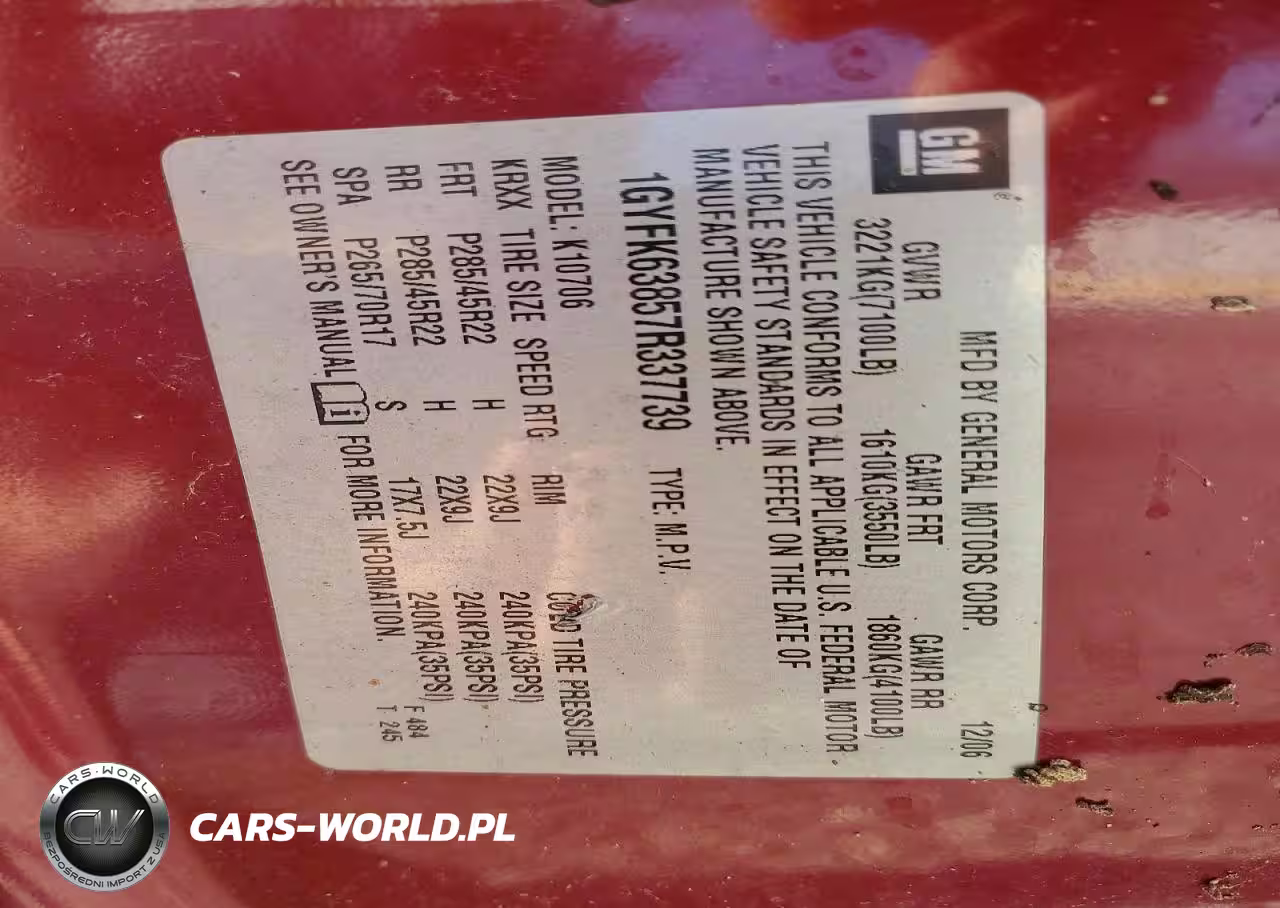 GM
MFD BY GENERAL MOTORS CORP. 12/06
GVWR GAWR FRT GAWR RR
3221KG(7100LB) 1610KG(3550LB) 1860KG(4100LB)
THIS VEHICLE CONFORMS TO ALL APPLICABLE U.S. FEDERAL MOTOR
VEHICLE SAFETY STANDARDS IN EFFECT ON THE DATE OF
MANUFACTURE SHOWN ABOVE.
1GYFK63857R337739 TYPE: M.P.V.
MODEL: K10706
KRXX TIRE SIZE SPEED RTG RIM COLD TIRE PRESSURE
FRT P285/45R22 H 22X9J 240KPA(35PSI)
RR P285/45R22 H 22X9J 240KPA(35PSI)
SPA P265/70R17 S 17X7.5J 240KPA(35PSI)
SEE OWNER'S MANUAL i FOR MORE INFORMATION.
F 484
T 245
CARS-WORLD
CW
BEZPOŚREDNI IMPORT Z USA
CARS-WORLD.PL